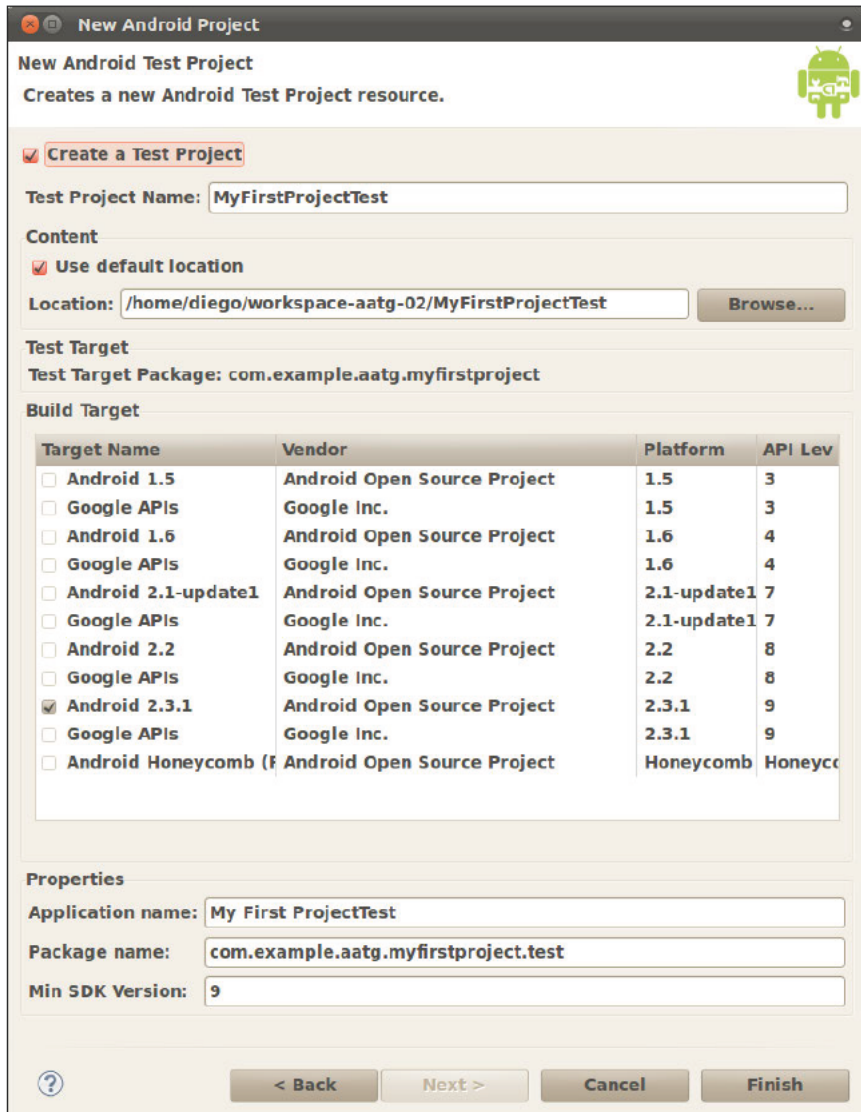 New Android Project
New Android Test Project
Creates a new Android Test Project resource.
Create a Test Project
Test Project Name: MyFirstProjectTest
Content
Use default location
Location: /home/diego/workspace-aatg-02/MyFirstProjectTest Browse...
Test Target
Test Target Package: com.example.aatg.myfirstproject
Build Target
Target Name Vendor Platform API Lev
Android 1.5 Android Open Source Project 1.5 3
Google APIs Google Inc. 1.5 3
Android 1.6 Android Open Source Project 1.6 4
Google APIs Google Inc. 1.6 4
Android 2.1-update1 Android Open Source Project 2.1-update1 7
Google APIs Google Inc. 2.1-update1 7
Android 2.2 Android Open Source Project 2.2 8
Google APIs Google Inc. 2.2 8
Android 2.3.1 Android Open Source Project 2.3.1 9
Google APIs Google Inc. 2.3.1 9
Android Honeycomb ( Android Open Source Project Honeycomb Honeyc
Properties
Application name: My First ProjectTest
Package name: com.example.aatg.myfirstproject.test
Min SDK Version: 9
? < Back Next > Cancel Finish